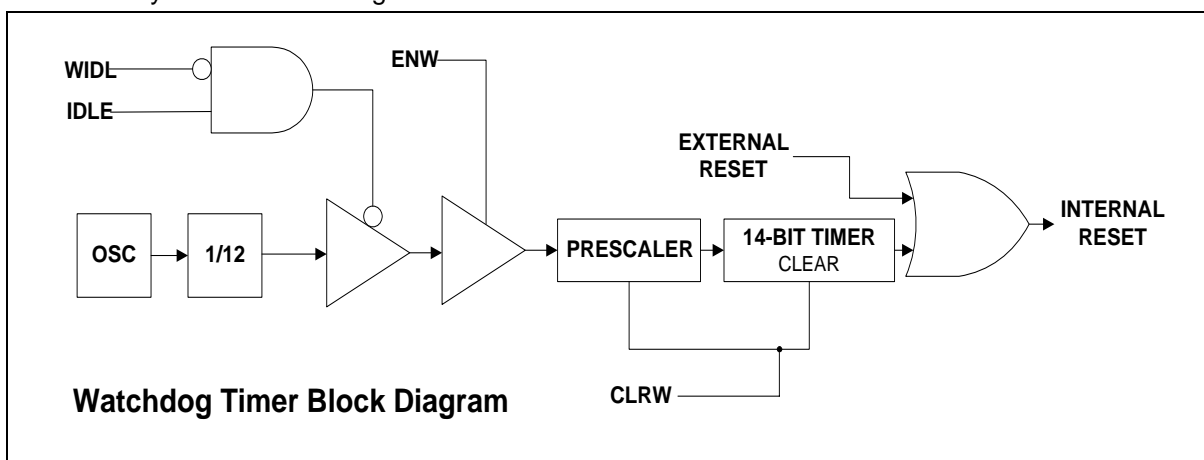 WIDL
IDLE
ENW
EXTERNAL
RESET
INTERNAL
RESET
OSC
1/12
PRESCALER
14-BIT TIMER
CLEAR
CLRW
Watchdog Timer Block Diagram